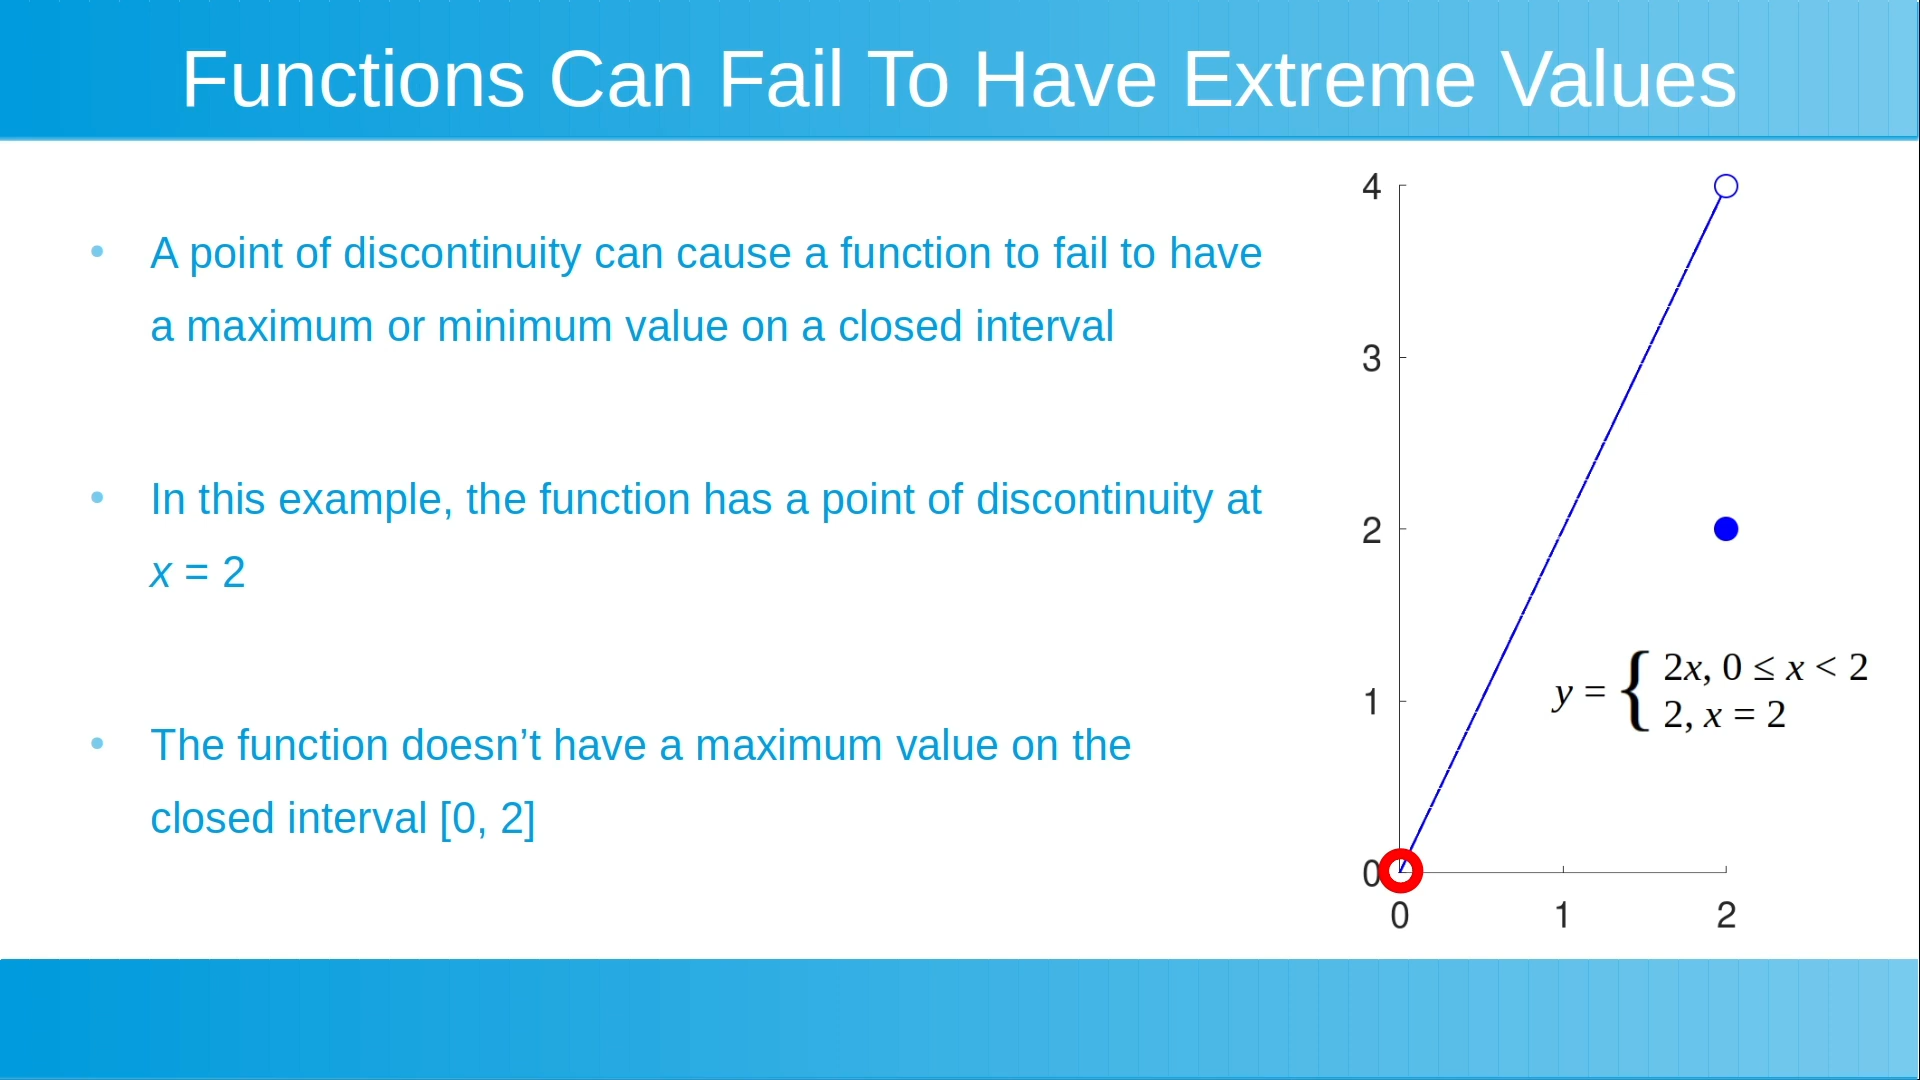 Functions Can Fail To Have Extreme Values
• A point of discontinuity can cause a function to fail to have
a maximum or minimum value on a closed interval
• In this example, the function has a point of discontinuity at
x = 2
• The function doesn’t have a maximum value on the
closed interval [0, 2]
4
3
2
1
0
0 1 2
y = { 2x, 0 ≤ x < 2
2, x = 2